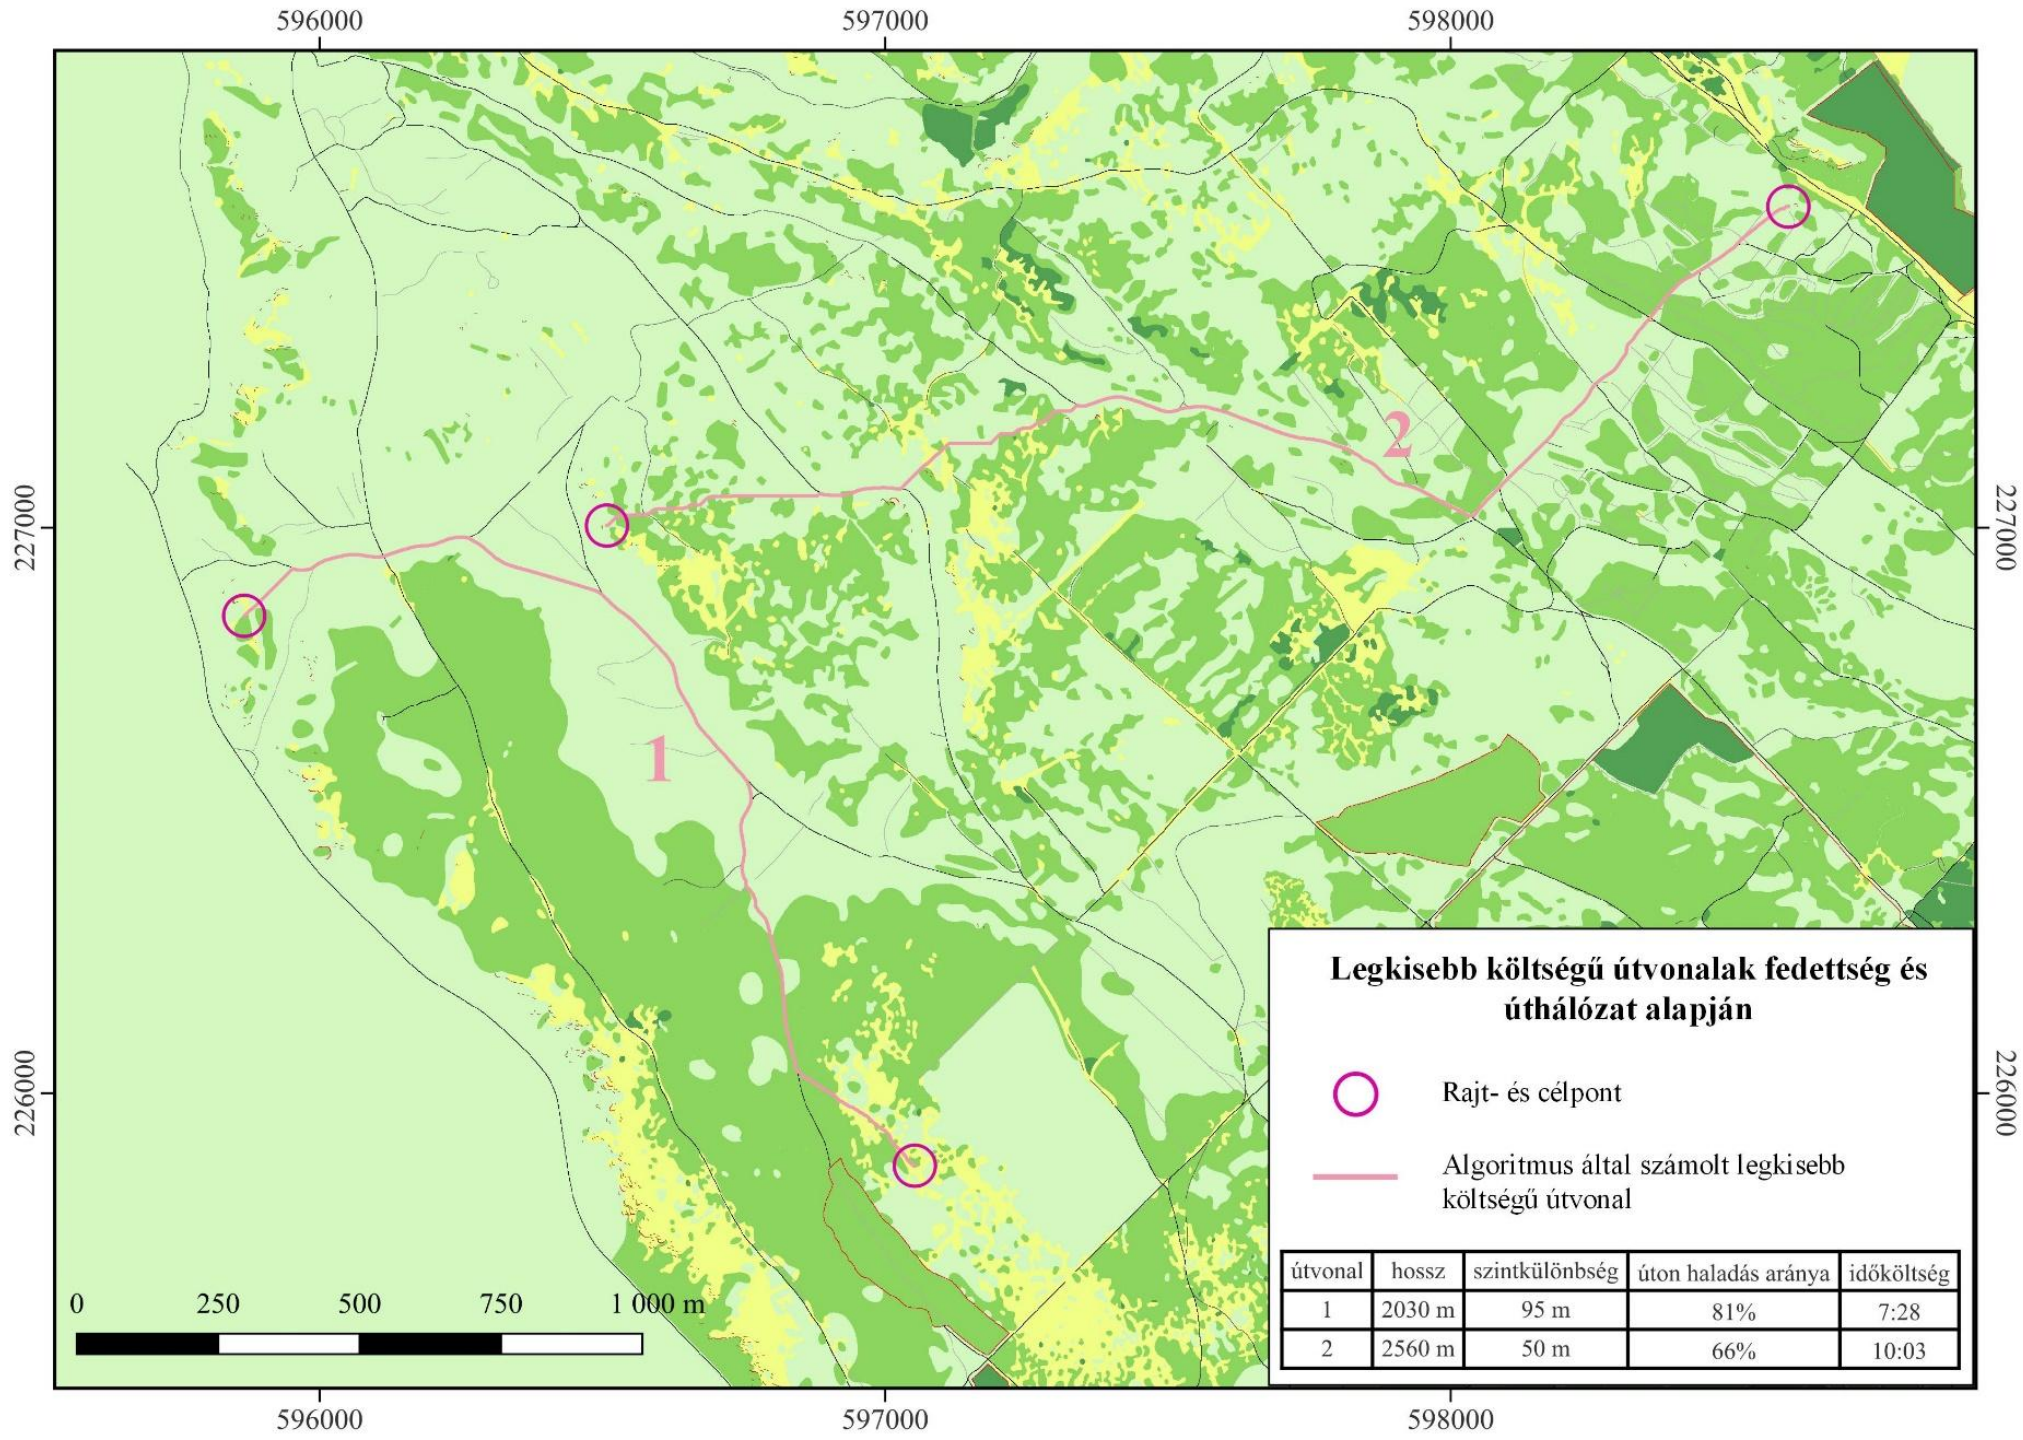 596000 597000 598000
227000 227000
2
1
226000 226000
Legkisebb költségű útvonalak fedettség és
úthálózat alapján
Rajt- és célpont
Algoritmus által számolt legkisebb
költségű útvonal
útvonal hossz szintkülönbség úton haladás aránya időköltség
1 2030 m 95 m 81% 7:28
2 2560 m 50 m 66% 10:03
0 250 500 750 1 000 m
596000 597000 598000